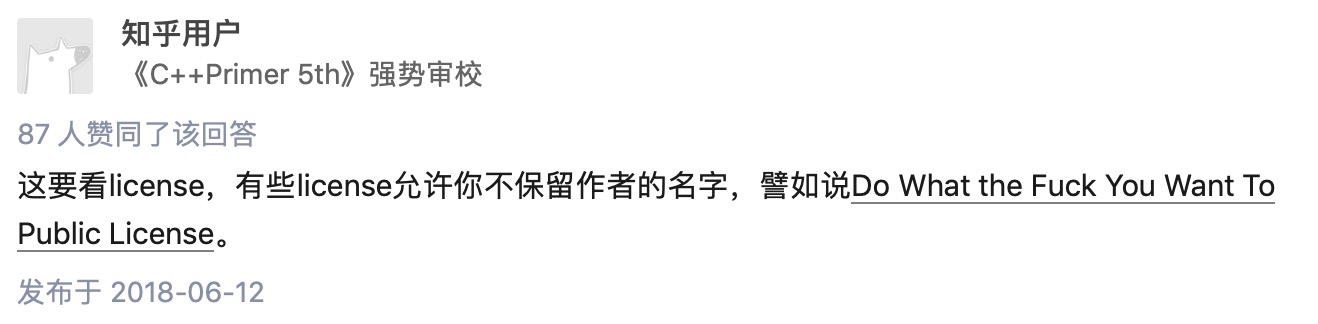 知乎用户
《C++Primer 5th》强势审校
87 人赞同了该回答
这要看license，有些license允许你不保留作者的名字，譬如说Do What the Fuck You Want To
Public License。
发布于 2018-06-12